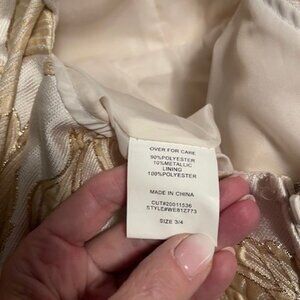 OVER FOR CARE
90%POLYESTER
10%METALLIC
LINING
100%POLYESTER
MADE IN CHINA
CUT#20011536
STYLE#WE81Z773
SIZE 3/4